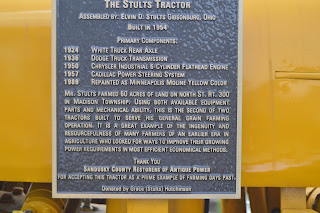 THE STULTS TRACTOR
ASSEMBLED BY: ELVIN D. STULTS GIBSONBURG, OHIO
BUILT IN 1954
PRIMARY COMPONENTS:
1924 WHITE TRUCK REAR AXLE
1936 DODGE TRUCK TRANSMISSION
1950 CHRYSLER INDUSTRIAL 6-CYLINDER FLATHEAD ENGINE
1957 CADILLAC POWER STEERING SYSTEM
1989 REPAINTED AS MINNEAPOLIS MOLINE YELLOW COLOR
MR. STULTS FARMED 60 ACRES OF LAND ON NORTH ST. RT. 300
IN MADISON TOWNSHIP. USING BOTH AVAILABLE EQUIPMENT
PARTS AND MECHANICAL ABILITY, THIS IS THE SECOND OF TWO
TRACTORS BUILT TO SERVE HIS GENERAL GRAIN FARMING
OPERATION. IT IS A GREAT EXAMPLE OF THE INGENUITY AND
RESOURCEFULNESS OF MANY FARMERS OF AN EARLIER ERA IN
AGRICULTURE WHO LOOKED FOR WAYS TO IMPROVE THEIR GROWING
POWER REQUIREMENTS IN MOST EFFICIENT ECONOMICAL METHODS.
THANK YOU
SANDUSKY COUNTY RESTORERS OF ANTIQUE POWER
FOR ACCEPTING THIS TRACTOR AS A PRIME EXAMPLE OF FARMING DAYS PAST.
Donated by Grace (Stults) Hutchinson